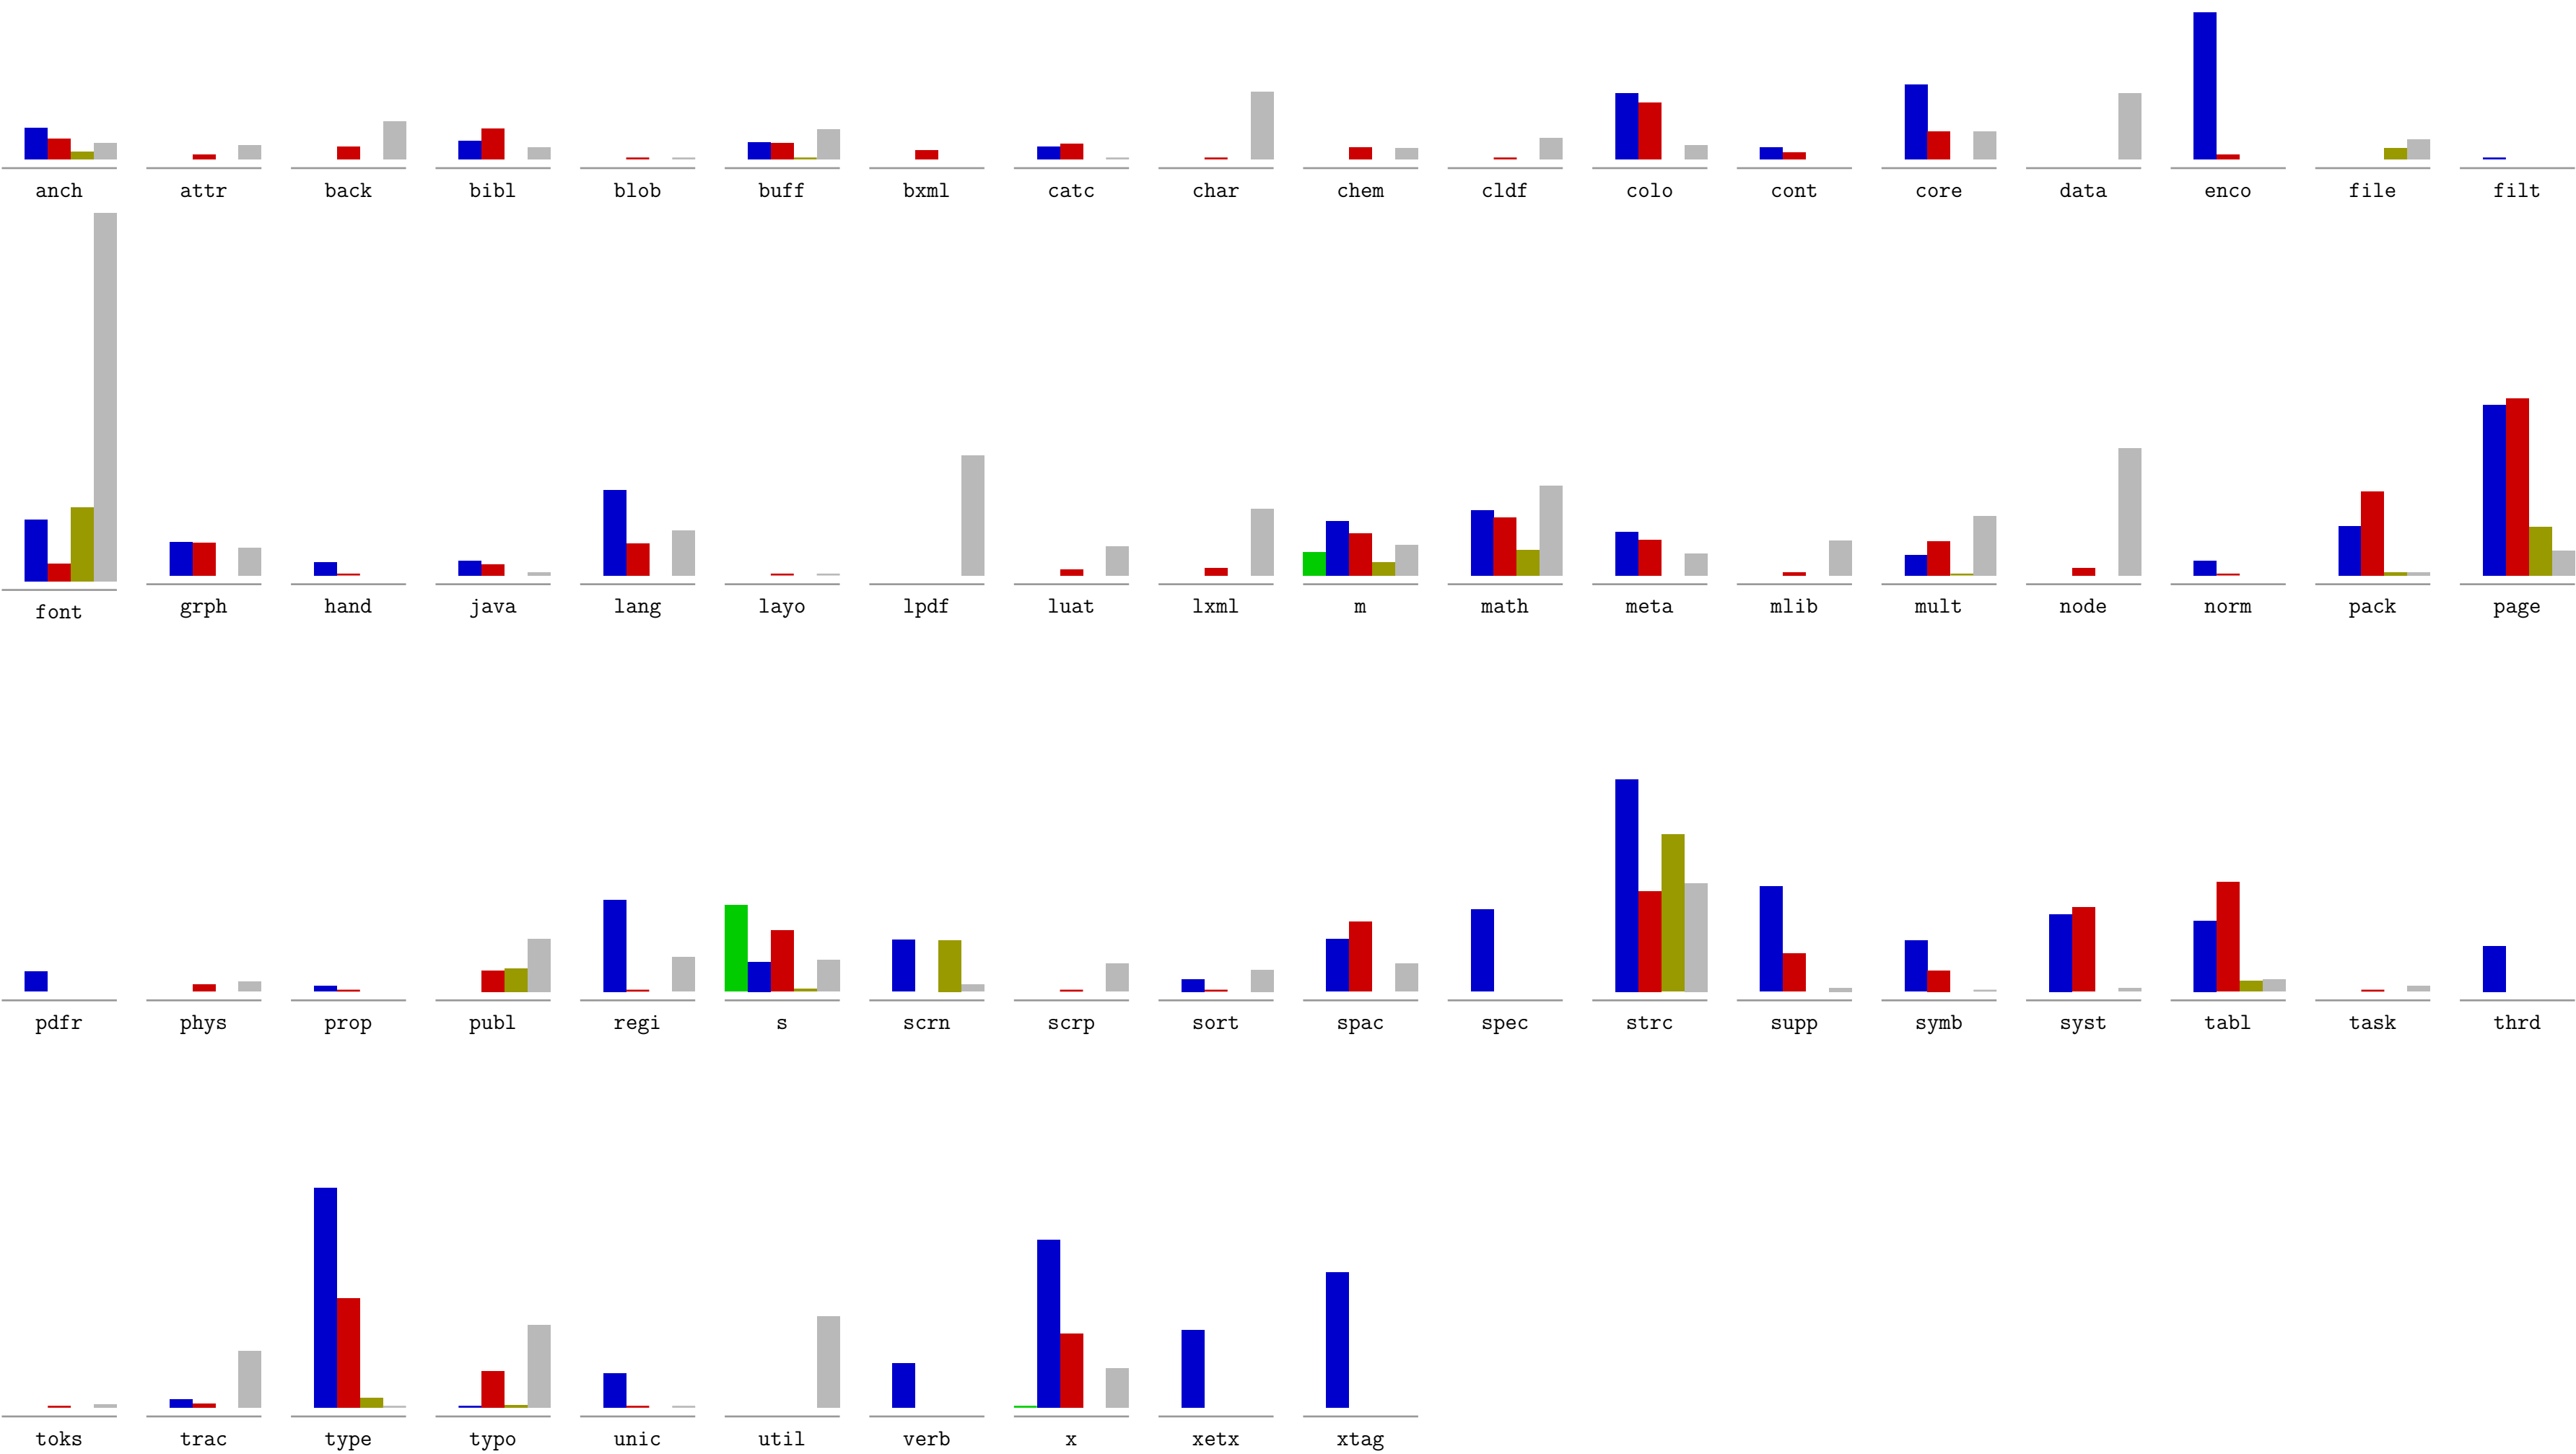 anch attr back bibl blob buff bxml catc char chem cldf colo cont core data enco file filt
font grph hand java lang layo lpdf luat lxml m math meta mlib mult node norm pack page
pdfr phys prop publ regi s scrn scrp sort spac spec strc supp symb syst tabl task thrd
toks trac type typo unic util verb x xetx xtag